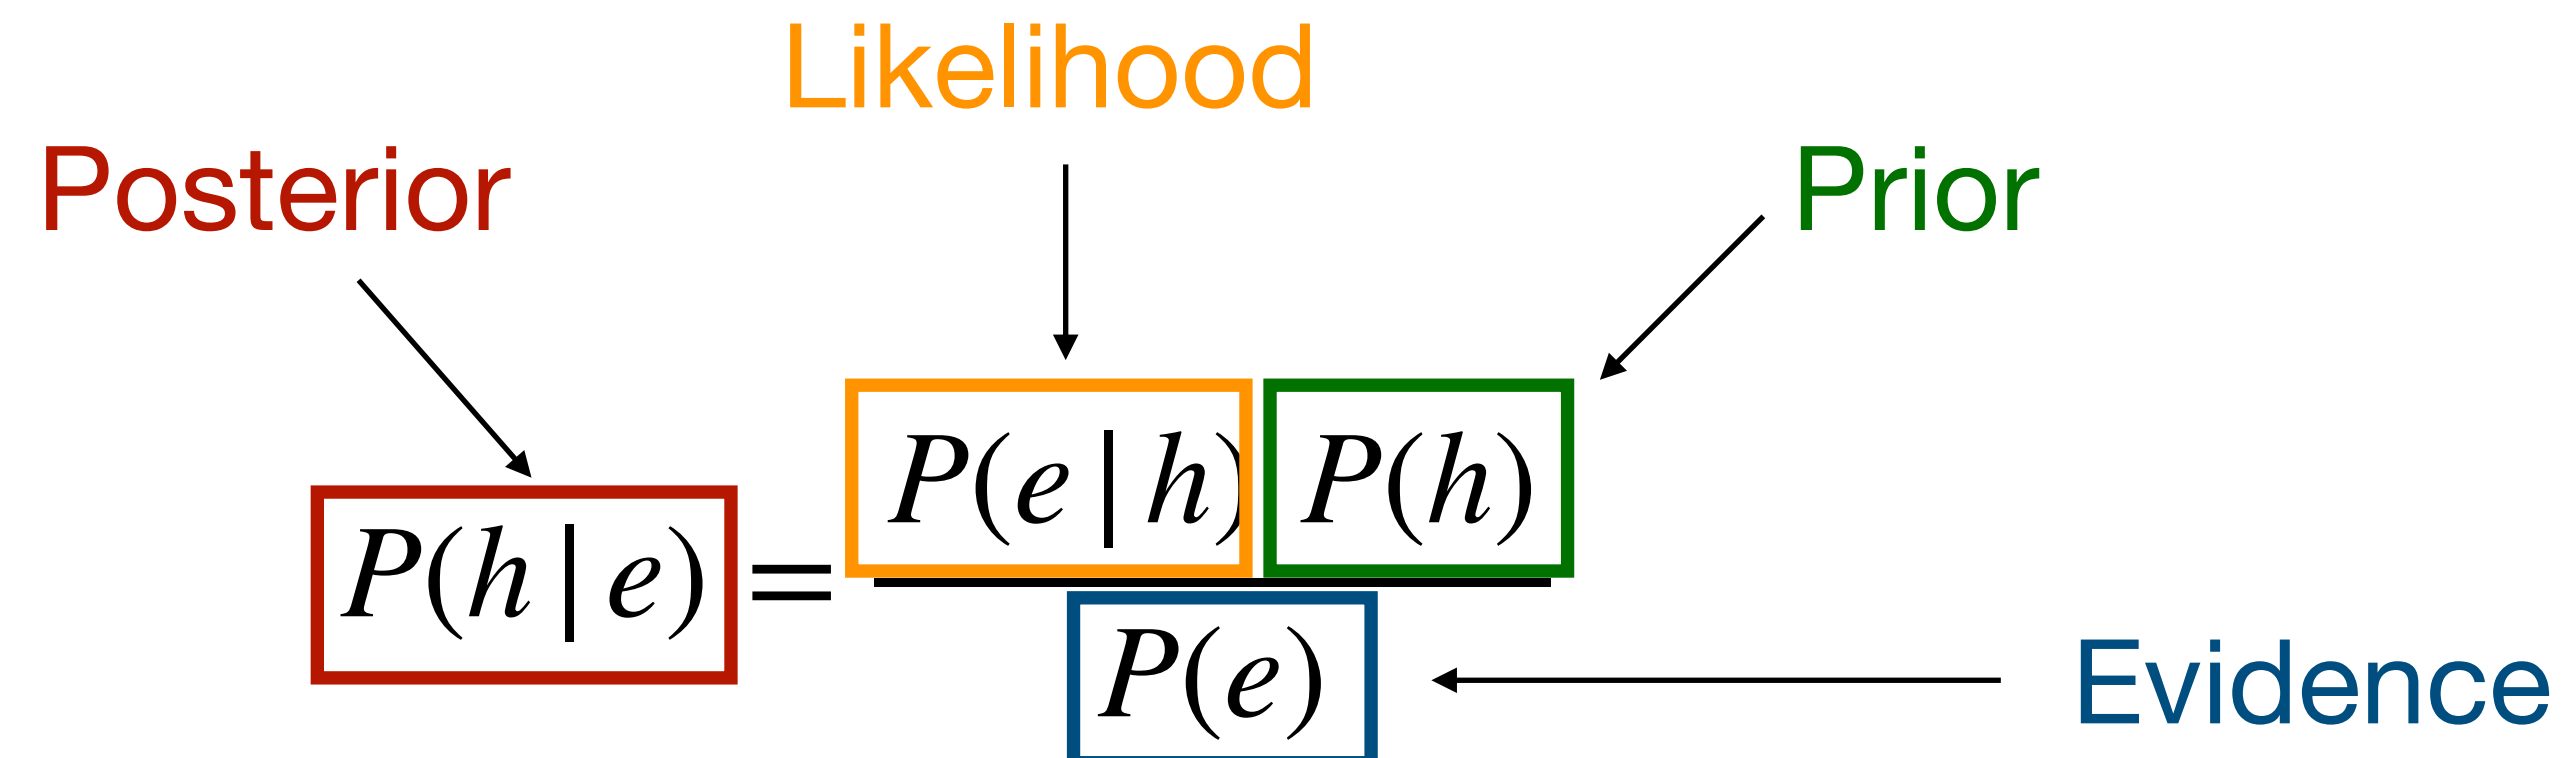 Likelihood
Posterior
Prior
P(e | h) P(h)
P(h | e) =
P(e)
Evidence